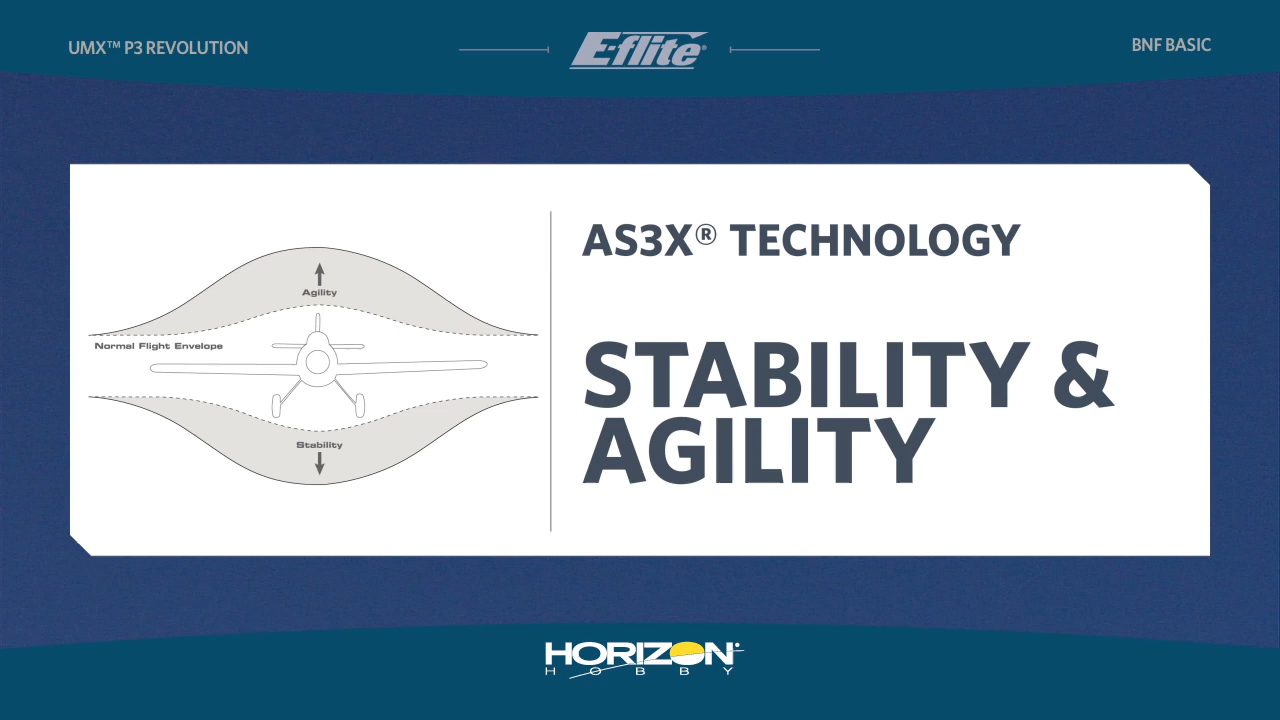 UMX™ P3 REVOLUTION
E-flite®
BNF BASIC
AS3X® TECHNOLOGY
STABILITY &
AGILITY
Agility
Normal Flight Envelope
Stability
HORIZON
HOBBY